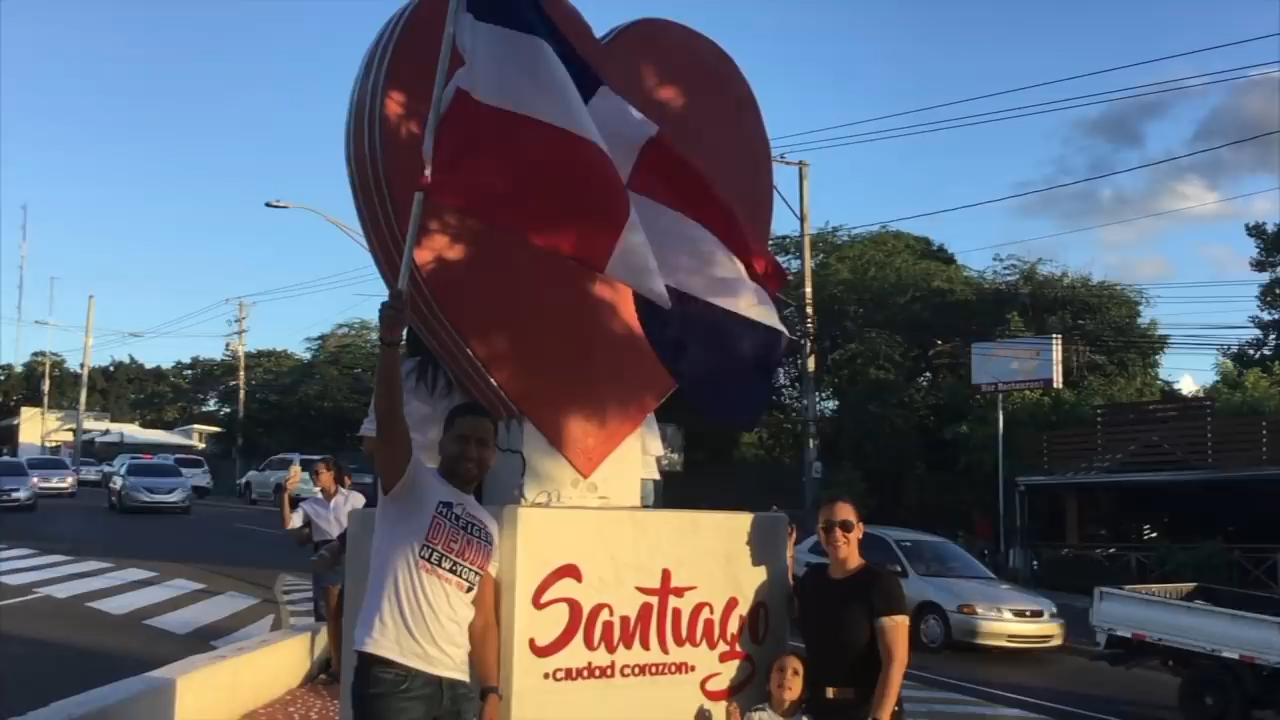 Bar Restaurant
HILFIGER
DENIM
NEW-YORK
Santiago
•ciudad corazon•